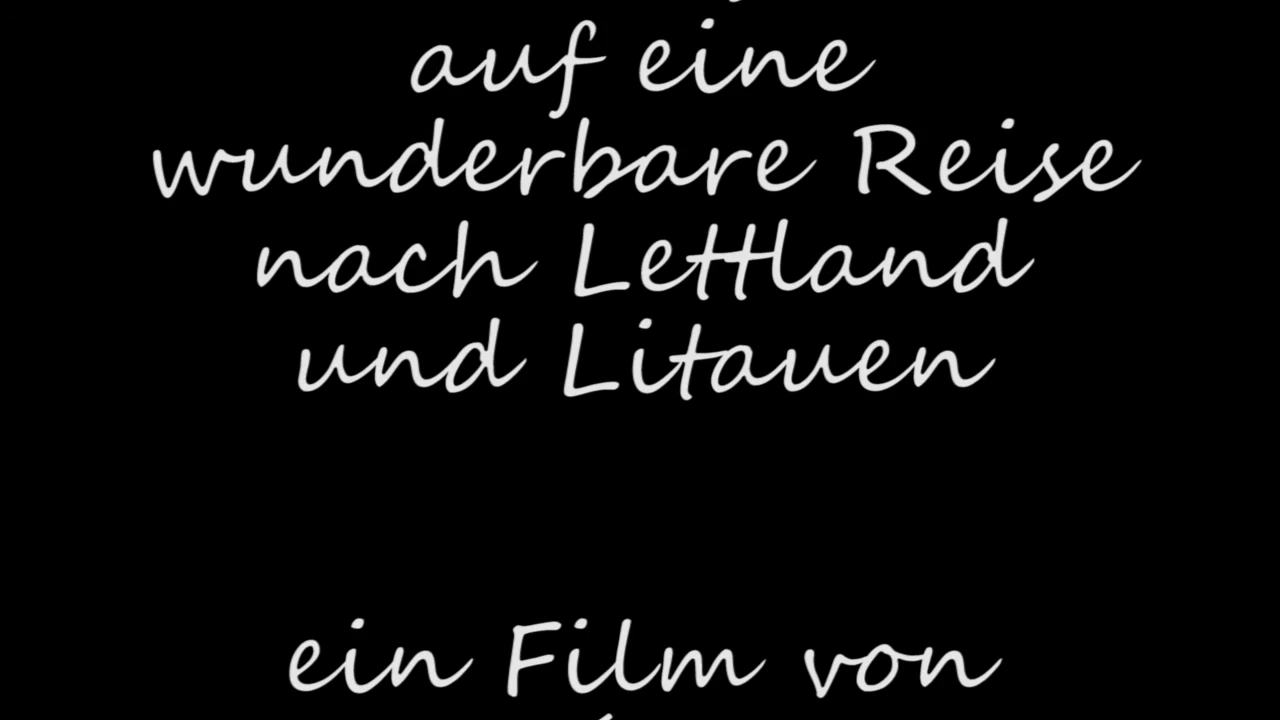 auf eine
wunderbare Reise
nach Lettland
und Litauen
ein Film von